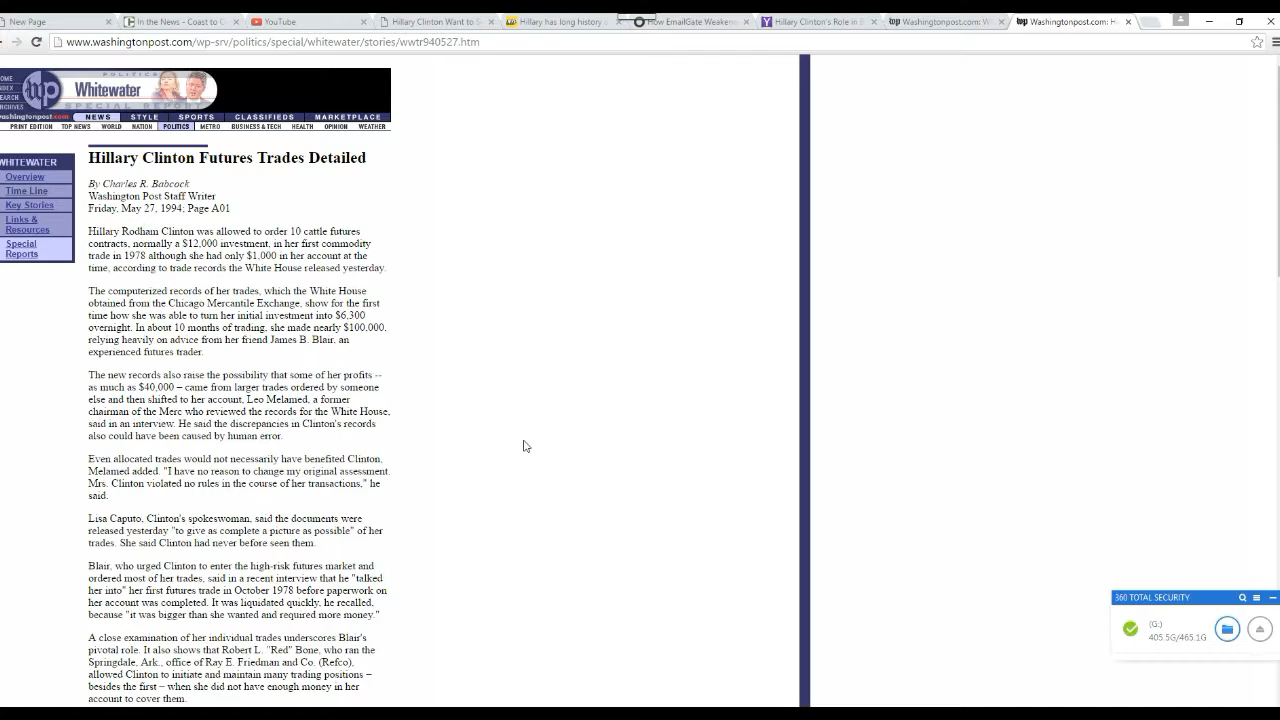 New Page
In the News - Coast to C
YouTube
Hillary Clinton Want to S
Hillary has long history
ow EmailGate Weakene
Hillary Clinton's Role in B
Washingtonpost.com: W
Washingtonpost.com: H
www.washingtonpost.com/wp-srv/politics/special/whitewater/stories/wwtr940527.htm
POLITICS
OME
NDEX
EARCH
RCHIVES
wp
Whitewater
SPECIAL REPORT
washingtonpost.com NEWS STYLE SPORTS CLASSIFIEDS MARKETPLACE
PRINT EDITION TOP NEWS WORLD NATION POLITICS METRO BUSINESS & TECH HEALTH OPINION WEATHER
WHITEWATER
Overview
Time Line
Key Stories
Links &
Resources
Special
Reports
Hillary Clinton Futures Trades Detailed
By Charles R. Babcock
Washington Post Staff Writer
Friday, May 27, 1994; Page A01
Hillary Rodham Clinton was allowed to order 10 cattle futures
contracts, normally a $12,000 investment, in her first commodity
trade in 1978 although she had only $1,000 in her account at the
time, according to trade records the White House released yesterday.
The computerized records of her trades, which the White House
obtained from the Chicago Mercantile Exchange, show for the first
time how she was able to turn her initial investment into $6,300
overnight. In about 10 months of trading, she made nearly $100,000,
relying heavily on advice from her friend James B. Blair, an
experienced futures trader.
The new records also raise the possibility that some of her profits --
as much as $40,000 – came from larger trades ordered by someone
else and then shifted to her account, Leo Melamed, a former
chairman of the Merc who reviewed the records for the White House,
said in an interview. He said the discrepancies in Clinton's records
also could have been caused by human error.
Even allocated trades would not necessarily have benefited Clinton,
Melamed added. "I have no reason to change my original assessment.
Mrs. Clinton violated no rules in the course of her transactions," he
said.
Lisa Caputo, Clinton's spokeswoman, said the documents were
released yesterday "to give as complete a picture as possible" of her
trades. She said Clinton had never before seen them.
Blair, who urged Clinton to enter the high-risk futures market and
ordered most of her trades, said in a recent interview that he "talked
her into" her first futures trade in October 1978 before paperwork on
her account was completed. It was liquidated quickly, he recalled,
because "it was bigger than she wanted and required more money."
A close examination of her individual trades underscores Blair's
pivotal role. It also shows that Robert L. "Red" Bone, who ran the
Springdale, Ark., office of Ray E. Friedman and Co. (Refco),
allowed Clinton to initiate and maintain many trading positions –
besides the first – when she did not have enough money in her
account to cover them.
360 TOTAL SECURITY
(G:)
405.5G/465.1G